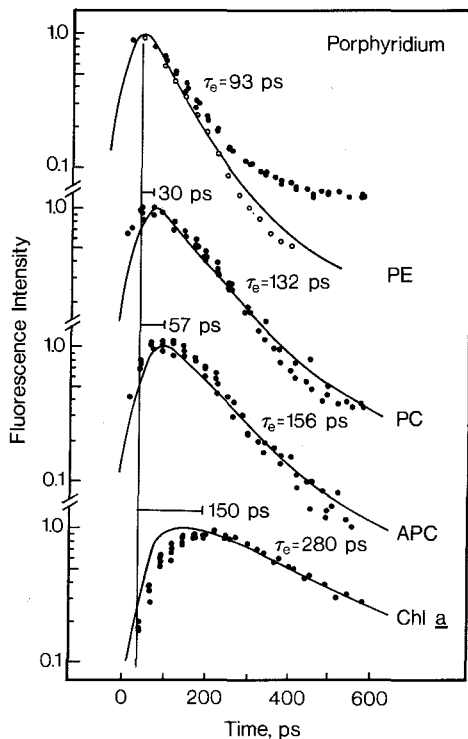 Porphyridium
1.0
τe=93 ps
0.1
30 ps
1.0
PE
τe=132 ps
57 ps
1.0
0.1
PC
τe=156 ps
150 ps
1.0
APC
τe=280 ps
Chl a
0.1
Fluorescence Intensity
0
200
400
600
Time, ps